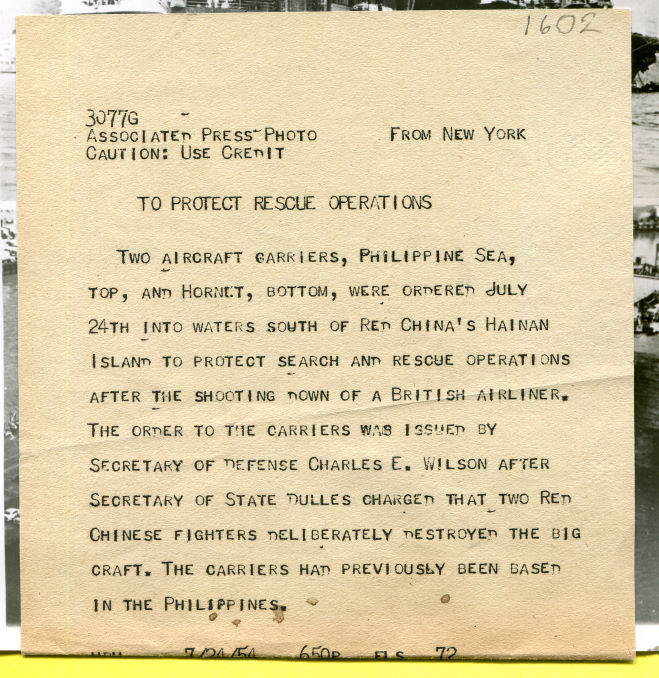 1602
3077G -
ASSOCIATED PRESS PHOTO FROM NEW YORK
CAUTION: USE CREDIT
TO PROTECT RESCUE OPERATIONS
TWO AIRCRAFT CARRIERS, PHILIPPINE SEA,
TOP, AND HORNET, BOTTOM, WERE ORDERED JULY
24TH INTO WATERS SOUTH OF RED CHINA'S HAINAN
ISLAND TO PROTECT SEARCH AND RESCUE OPERATIONS
AFTER THE SHOOTING DOWN OF A BRITISH AIRLINER.
THE ORDER TO THE CARRIERS WAS ISSUED BY
SECRETARY OF DEFENSE CHARLES E. WILSON AFTER
SECRETARY OF STATE DULLES CHARGED THAT TWO RED
CHINESE FIGHTERS DELIBERATELY DESTROYED THE BIG
CRAFT. THE CARRIERS HAD PREVIOUSLY BEEN BASED
IN THE PHILIPPINES.
7/24/54 650P FLS 72